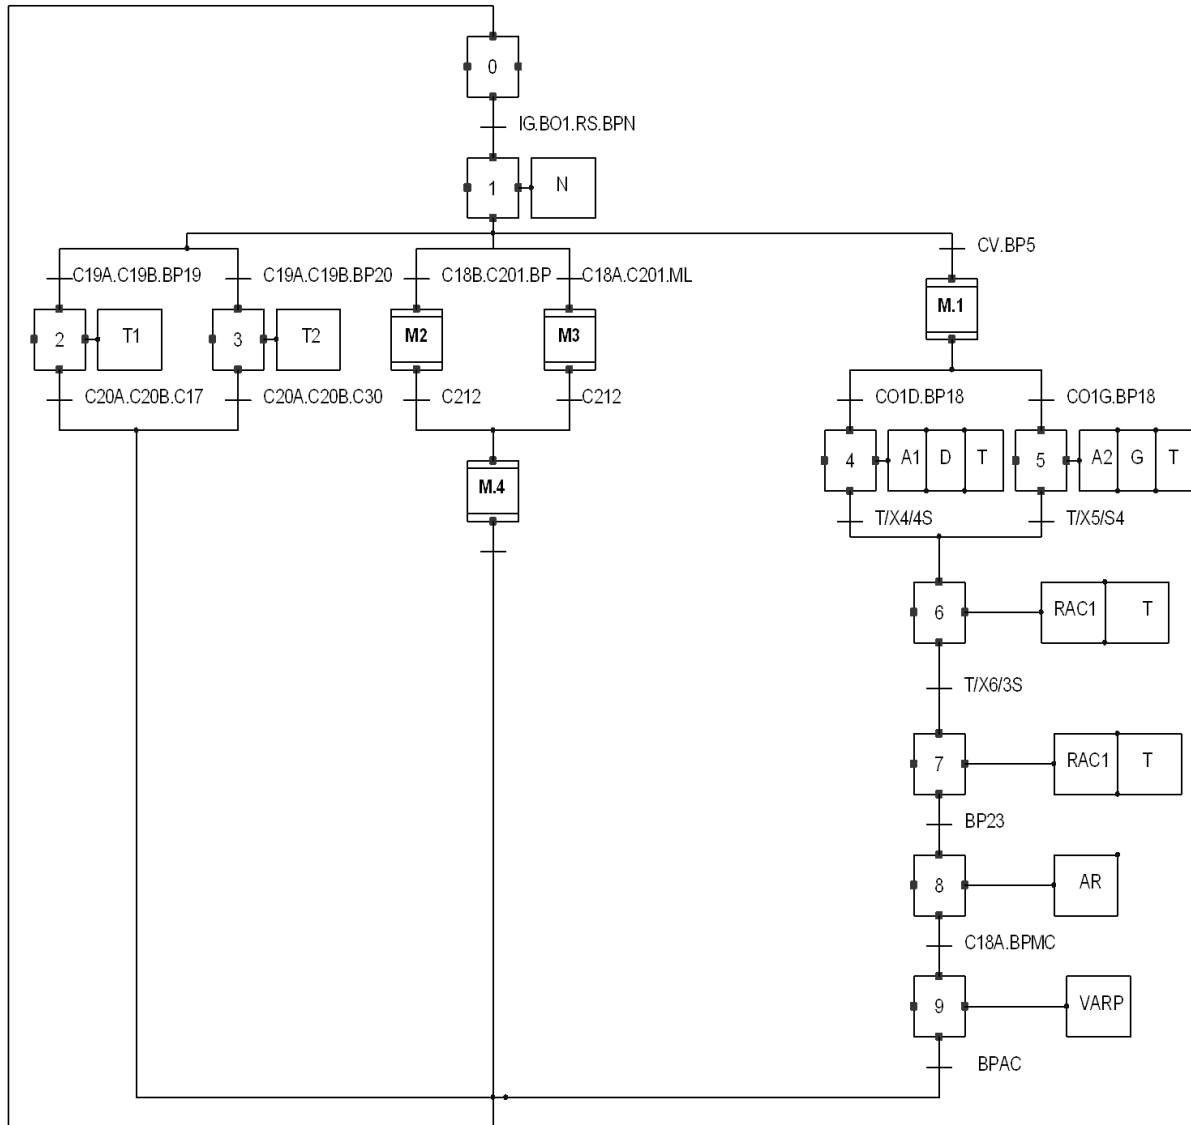 0
IG.BO1.RS.BPN
1 N
CV.BP5
C19A.C19B.BP19 C19A.C19B.BP20 C18B.C201.BP C18A.C201.ML
M.1
2 T1 3 T2 M2 M3
C20A.C20B.C17 C20A.C20B.C30 C212 C212 CO1D.BP18 CO1G.BP18
4 A1 D T 5 A2 G T
M.4
T/X4/4S T/X5/S4
6 RAC1 T
T/X6/3S
7 RAC1 T
BP23
8 AR
C18A.BPMC
9 VARP
BPAC